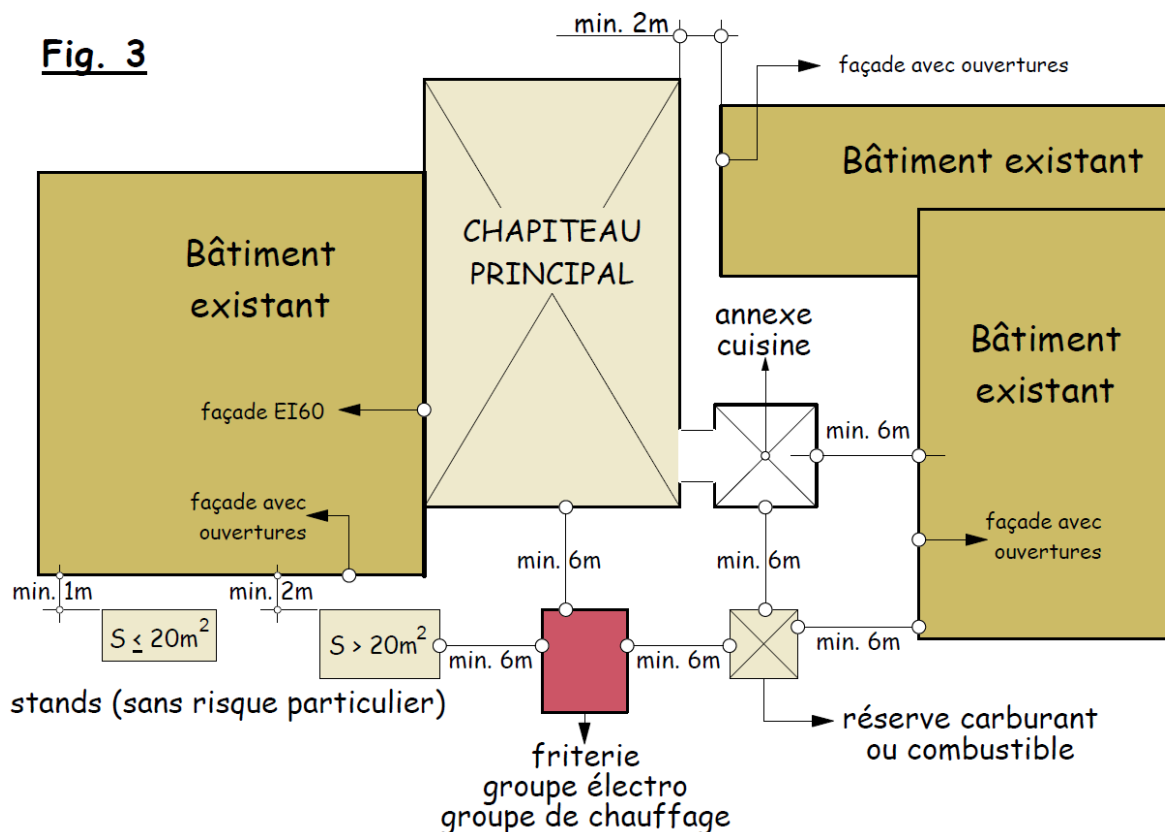 min. 2m
Fig. 3
façade avec ouvertures
Bâtiment existant
CHAPITEAU
PRINCIPAL
Bâtiment
existant
annexe
cuisine
Bâtiment
existant
façade EI60
min. 6m
façade avec
ouvertures
façade avec
ouvertures
min. 6m
min. 6m
min. 1m
min. 2m
S ≤ 20m²
S > 20m²
min. 6m
min. 6m
min. 6m
stands (sans risque particulier)
réserve carburant
ou combustible
friterie
groupe électro
groupe de chauffage